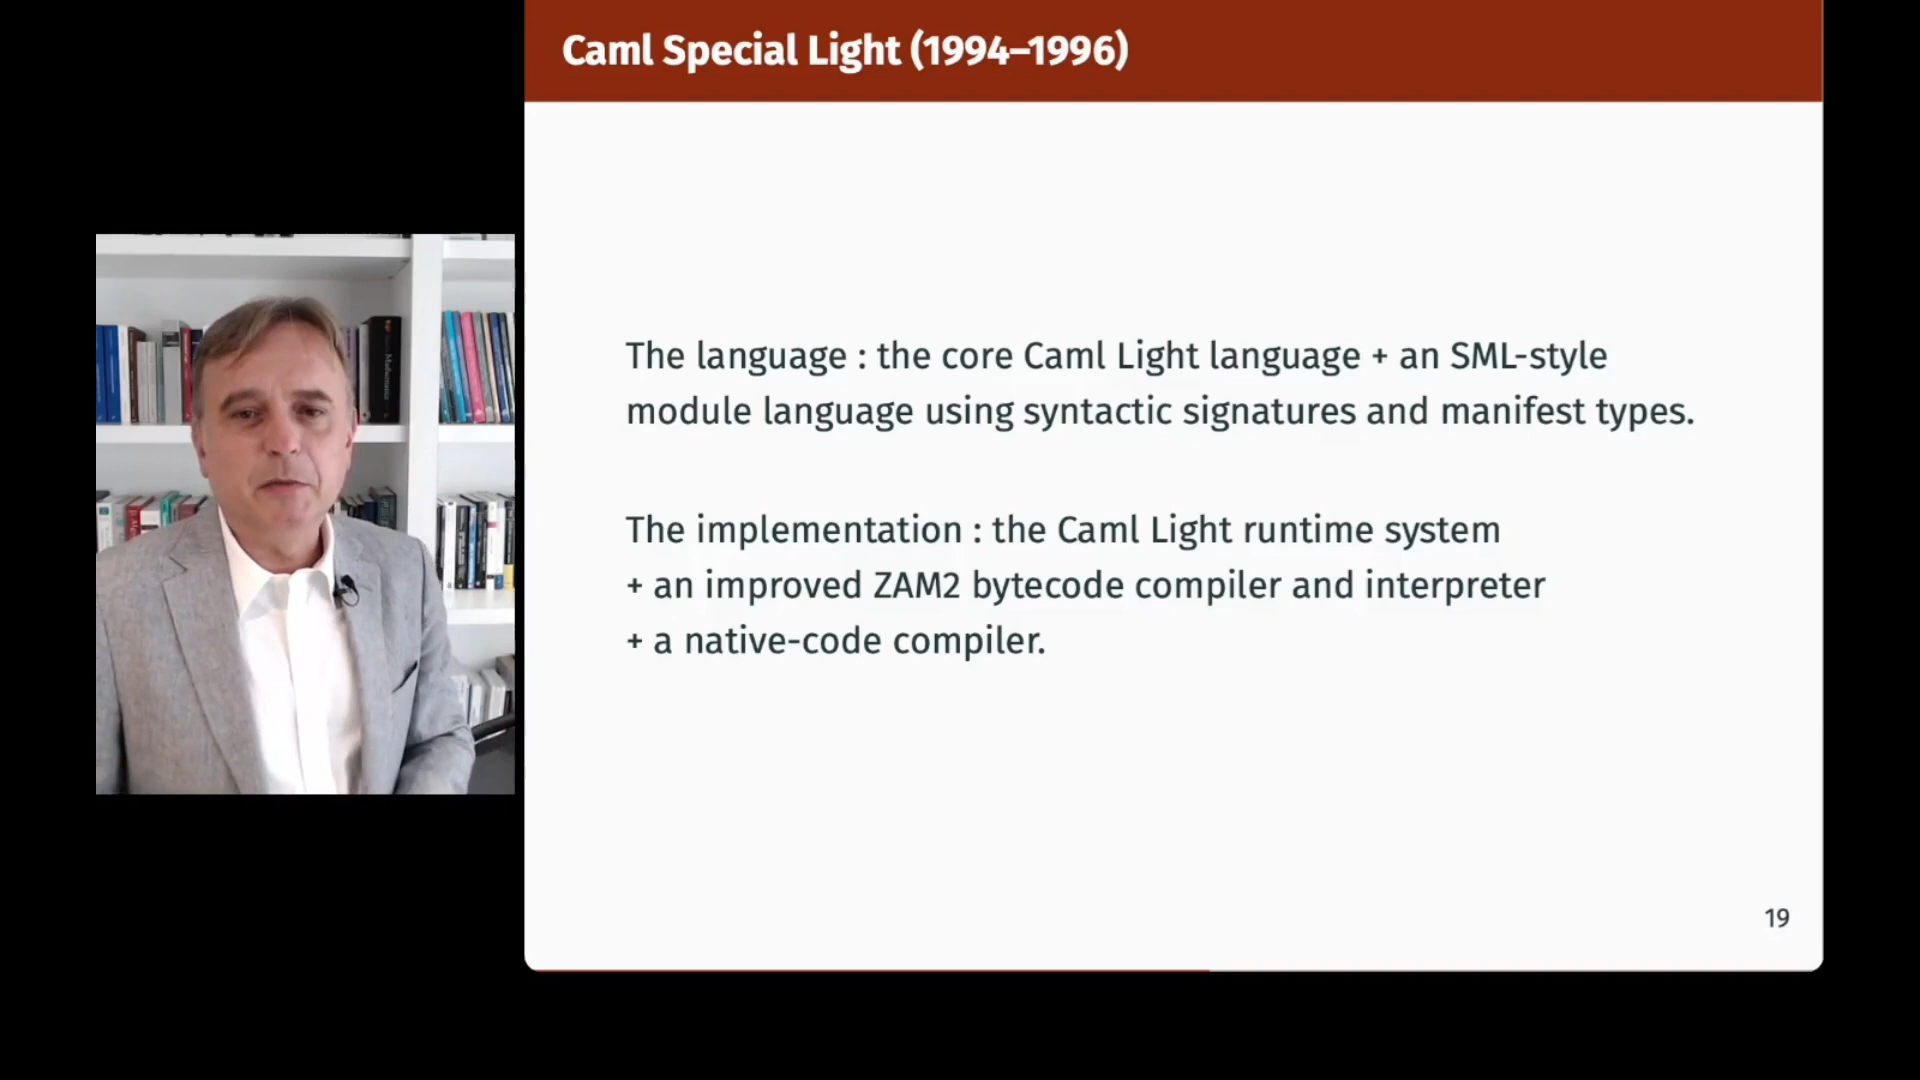 Caml Special Light (1994–1996)
The language : the core Caml Light language + an SML-style
module language using syntactic signatures and manifest types.
The implementation : the Caml Light runtime system
+ an improved ZAM2 bytecode compiler and interpreter
+ a native-code compiler.
19